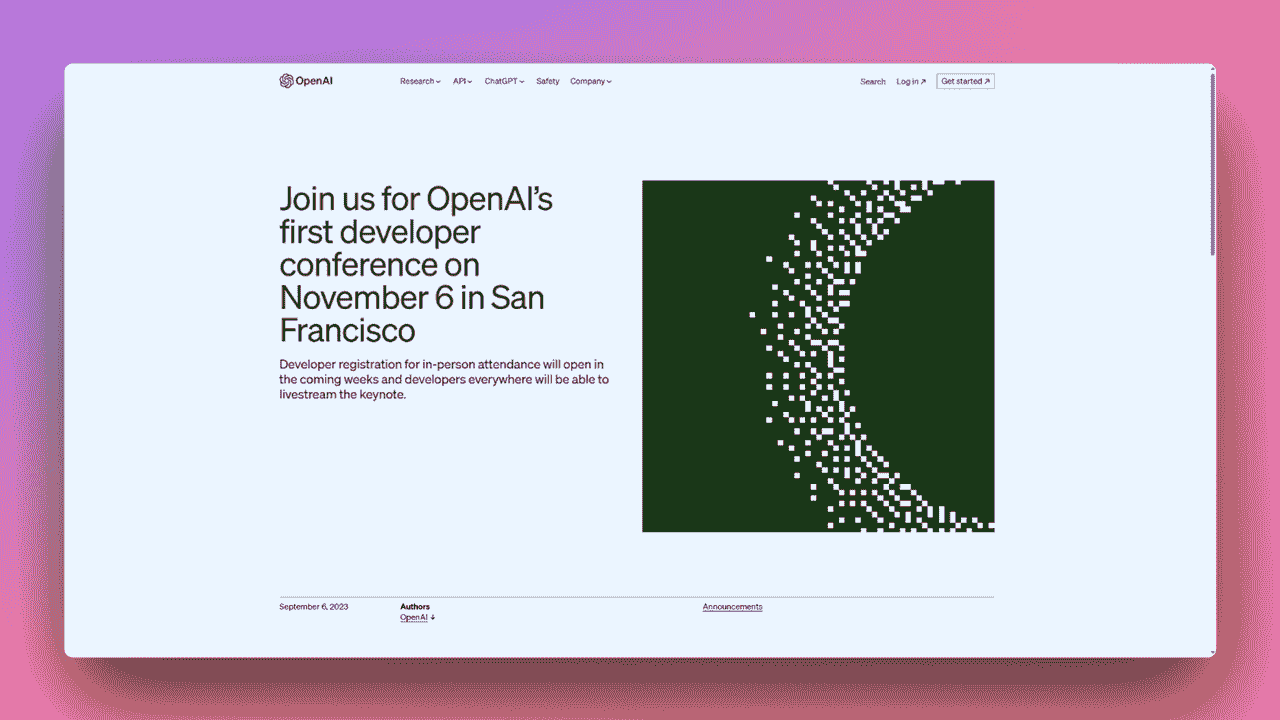 OpenAI
Research API ChatGPT Safety Company
Search Log in ↗ Get started ↗
Join us for OpenAI’s
first developer
conference on
November 6 in San
Francisco
Developer registration for in-person attendance will open in
the coming weeks and developers everywhere will be able to
livestream the keynote.
September 6, 2023
Authors
OpenAI ↓
Announcements